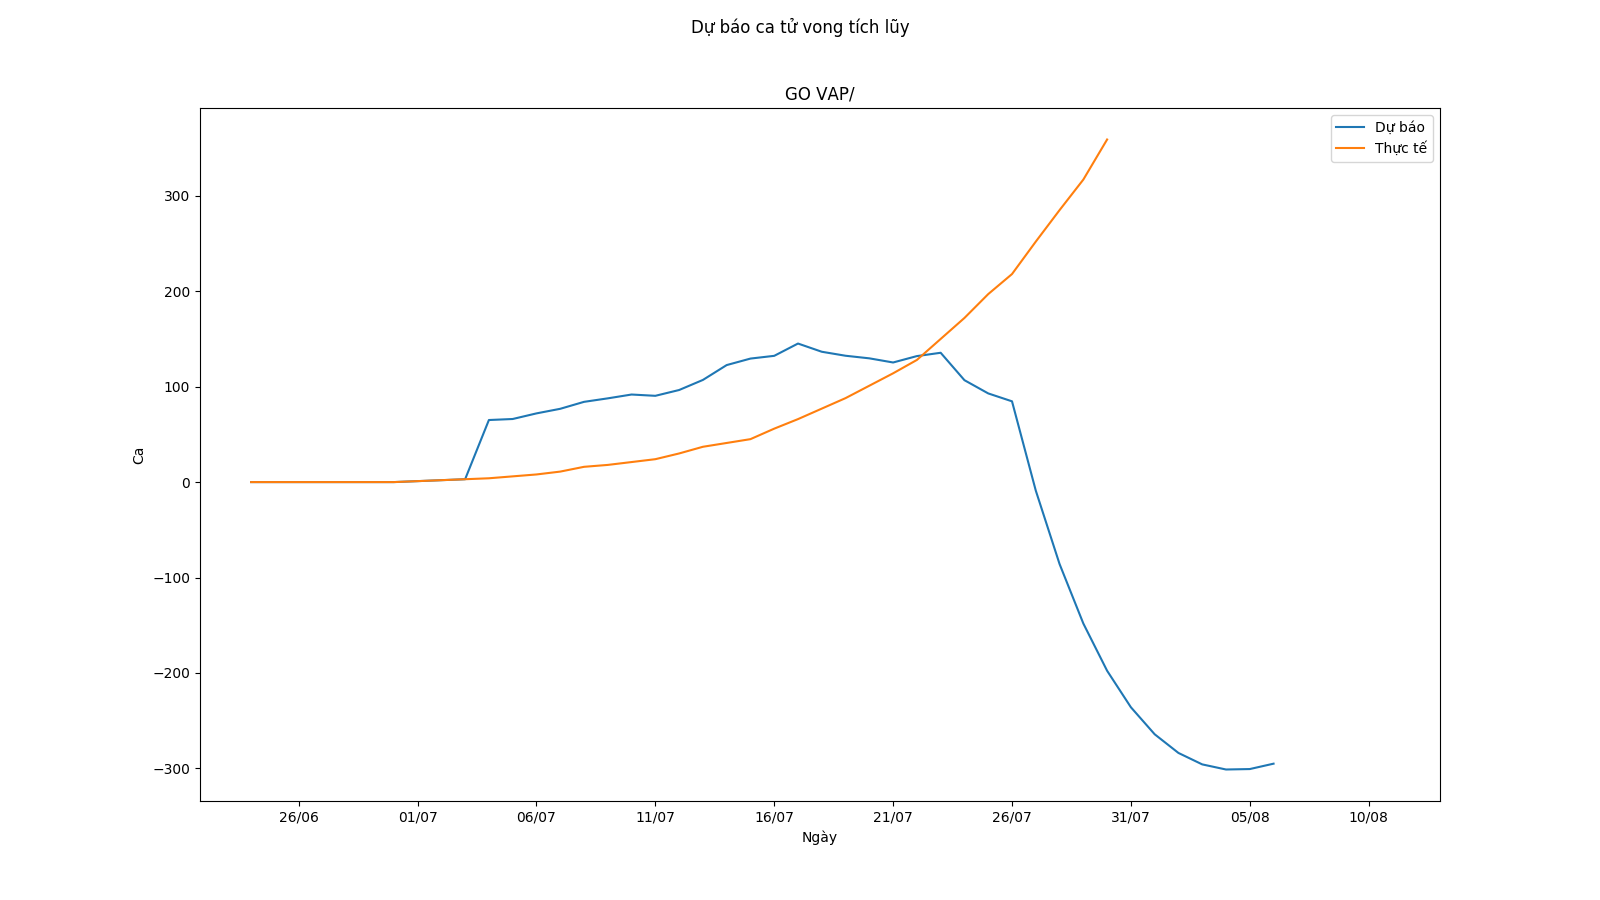 Dự báo ca tử vong tích lũy
GO VAP/
Dự báo
Thực tế
300
200
100
0
−100
−200
−300
Ca
26/06
01/07
06/07
11/07
16/07
21/07
26/07
31/07
05/08
10/08
Ngày